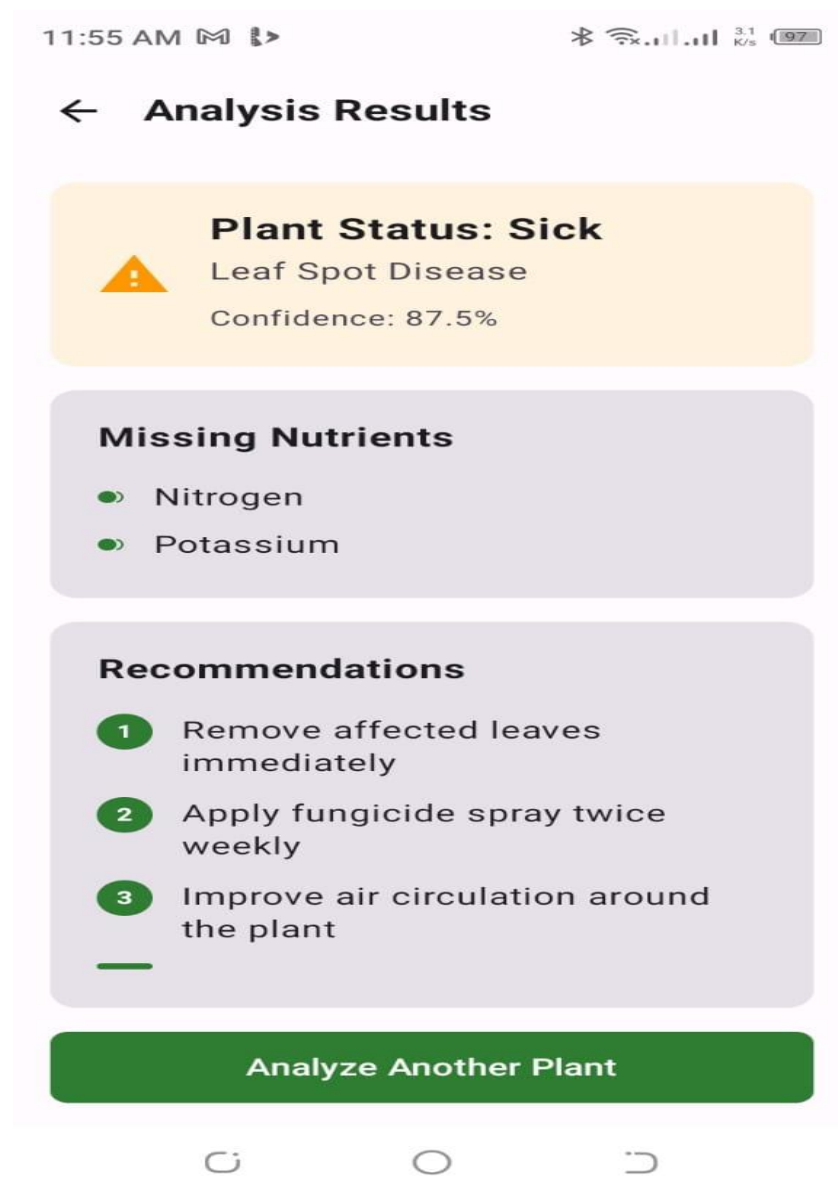 11:55 AM
3.1
K/s
97
Analysis Results
Plant Status: Sick
Leaf Spot Disease
Confidence: 87.5%
Missing Nutrients
Nitrogen
Potassium
Recommendations
1 Remove affected leaves
immediately
2 Apply fungicide spray twice
weekly
3 Improve air circulation around
the plant
Analyze Another Plant